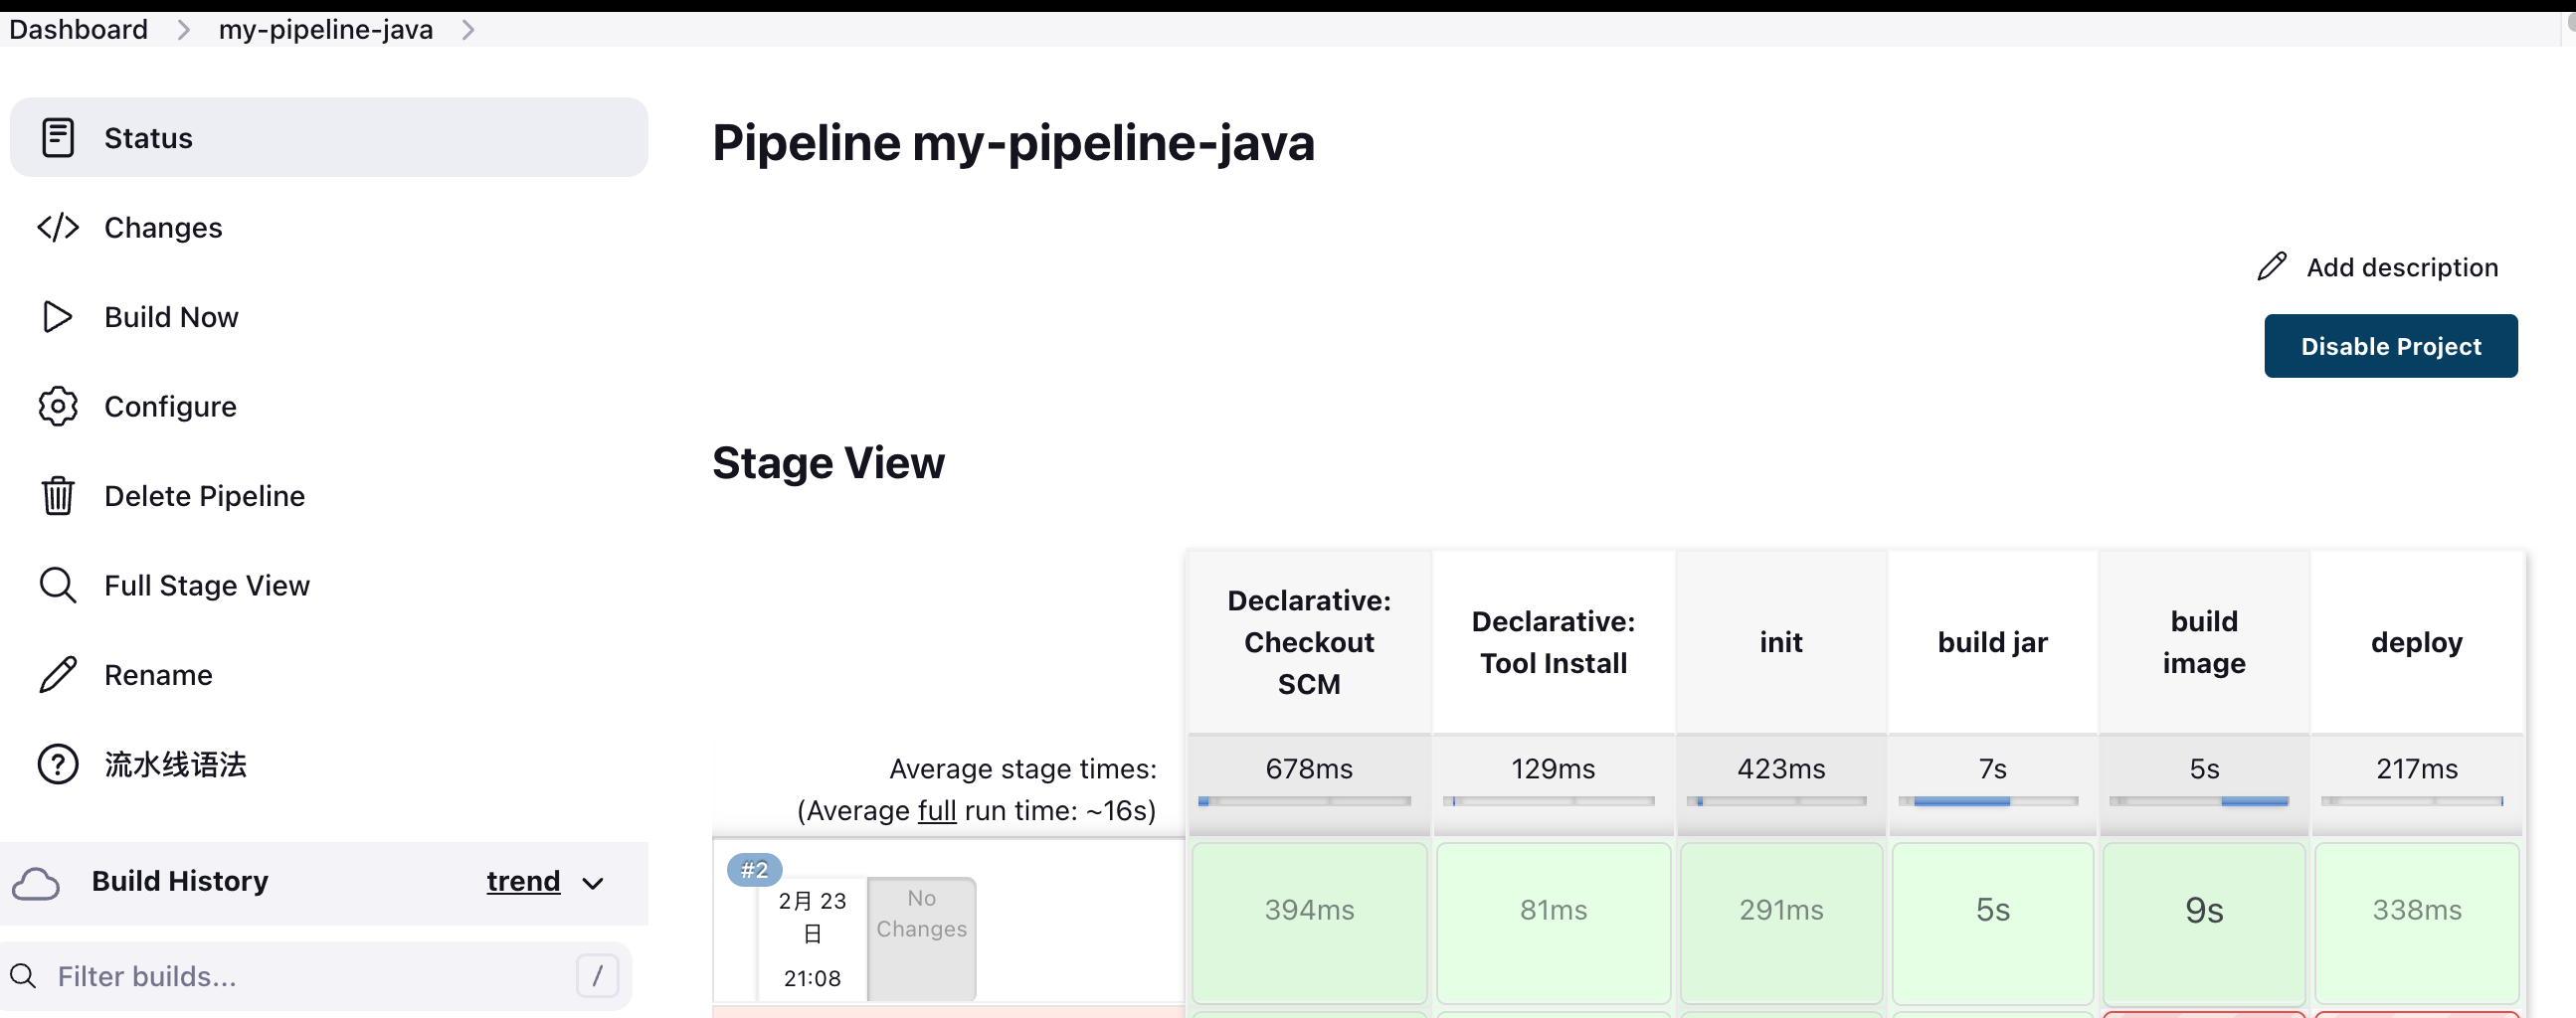 Dashboard my-pipeline-java
Status
Changes
Build Now
Configure
Delete Pipeline
Full Stage View
Rename
流水线语法
Build History trend
Filter builds... /
Pipeline my-pipeline-java
Add description
Disable Project
Stage View
Declarative:
Checkout
SCM
Declarative:
Tool Install
init
build jar
build
image
deploy
Average stage times:
(Average full run time: ~16s)
678ms
129ms
423ms
7s
5s
217ms
#2
2月 23
日
21:08
No
Changes
394ms
81ms
291ms
5s
9s
338ms